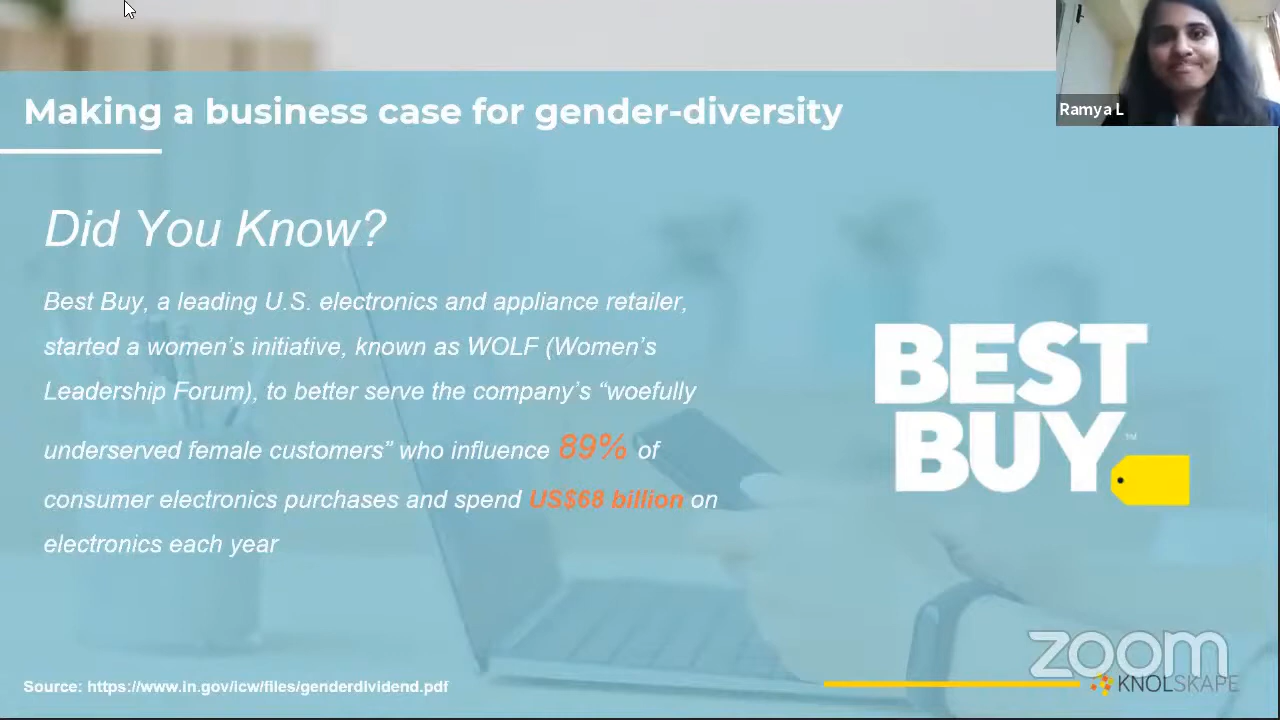 Ramya L
Making a business case for gender-diversity
Did You Know?
Best Buy, a leading U.S. electronics and appliance retailer,
started a women’s initiative, known as WOLF (Women’s
Leadership Forum), to better serve the company’s “woefully
underserved female customers” who influence 89% of
consumer electronics purchases and spend US$68 billion on
electronics each year
BEST
BUY™
zoom
KNOLSKAPE
Source: https://www.in.gov/icw/files/genderdividend.pdf